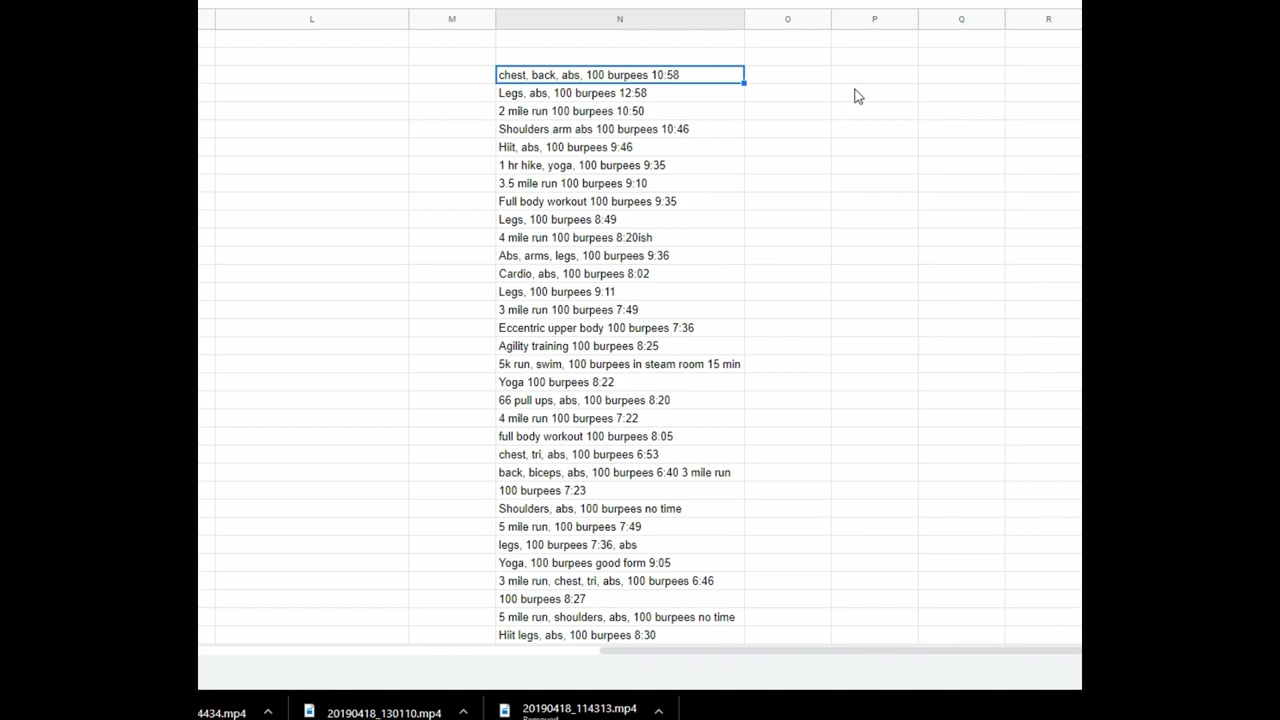 L M N O P Q R
chest, back, abs, 100 burpees 10:58
Legs, abs, 100 burpees 12:58
2 mile run 100 burpees 10:50
Shoulders arm abs 100 burpees 10:46
Hiit, abs, 100 burpees 9:46
1 hr hike, yoga, 100 burpees 9:35
3.5 mile run 100 burpees 9:10
Full body workout 100 burpees 9:35
Legs, 100 burpees 8:49
4 mile run 100 burpees 8:20ish
Abs, arms, legs, 100 burpees 9:36
Cardio, abs, 100 burpees 8:02
Legs, 100 burpees 9:11
3 mile run 100 burpees 7:49
Eccentric upper body 100 burpees 7:36
Agility training 100 burpees 8:25
5k run, swim, 100 burpees in steam room 15 min
Yoga 100 burpees 8:22
66 pull ups, abs, 100 burpees 8:20
4 mile run 100 burpees 7:22
full body workout 100 burpees 8:05
chest, tri, abs, 100 burpees 6:53
back, biceps, abs, 100 burpees 6:40 3 mile run
100 burpees 7:23
Shoulders, abs, 100 burpees no time
5 mile run, 100 burpees 7:49
legs, 100 burpees 7:36, abs
Yoga, 100 burpees good form 9:05
3 mile run, chest, tri, abs, 100 burpees 6:46
100 burpees 8:27
5 mile run, shoulders, abs, 100 burpees no time
Hiit legs, abs, 100 burpees 8:30
4434.mp4 20190418_130110.mp4 20190418_114313.mp4